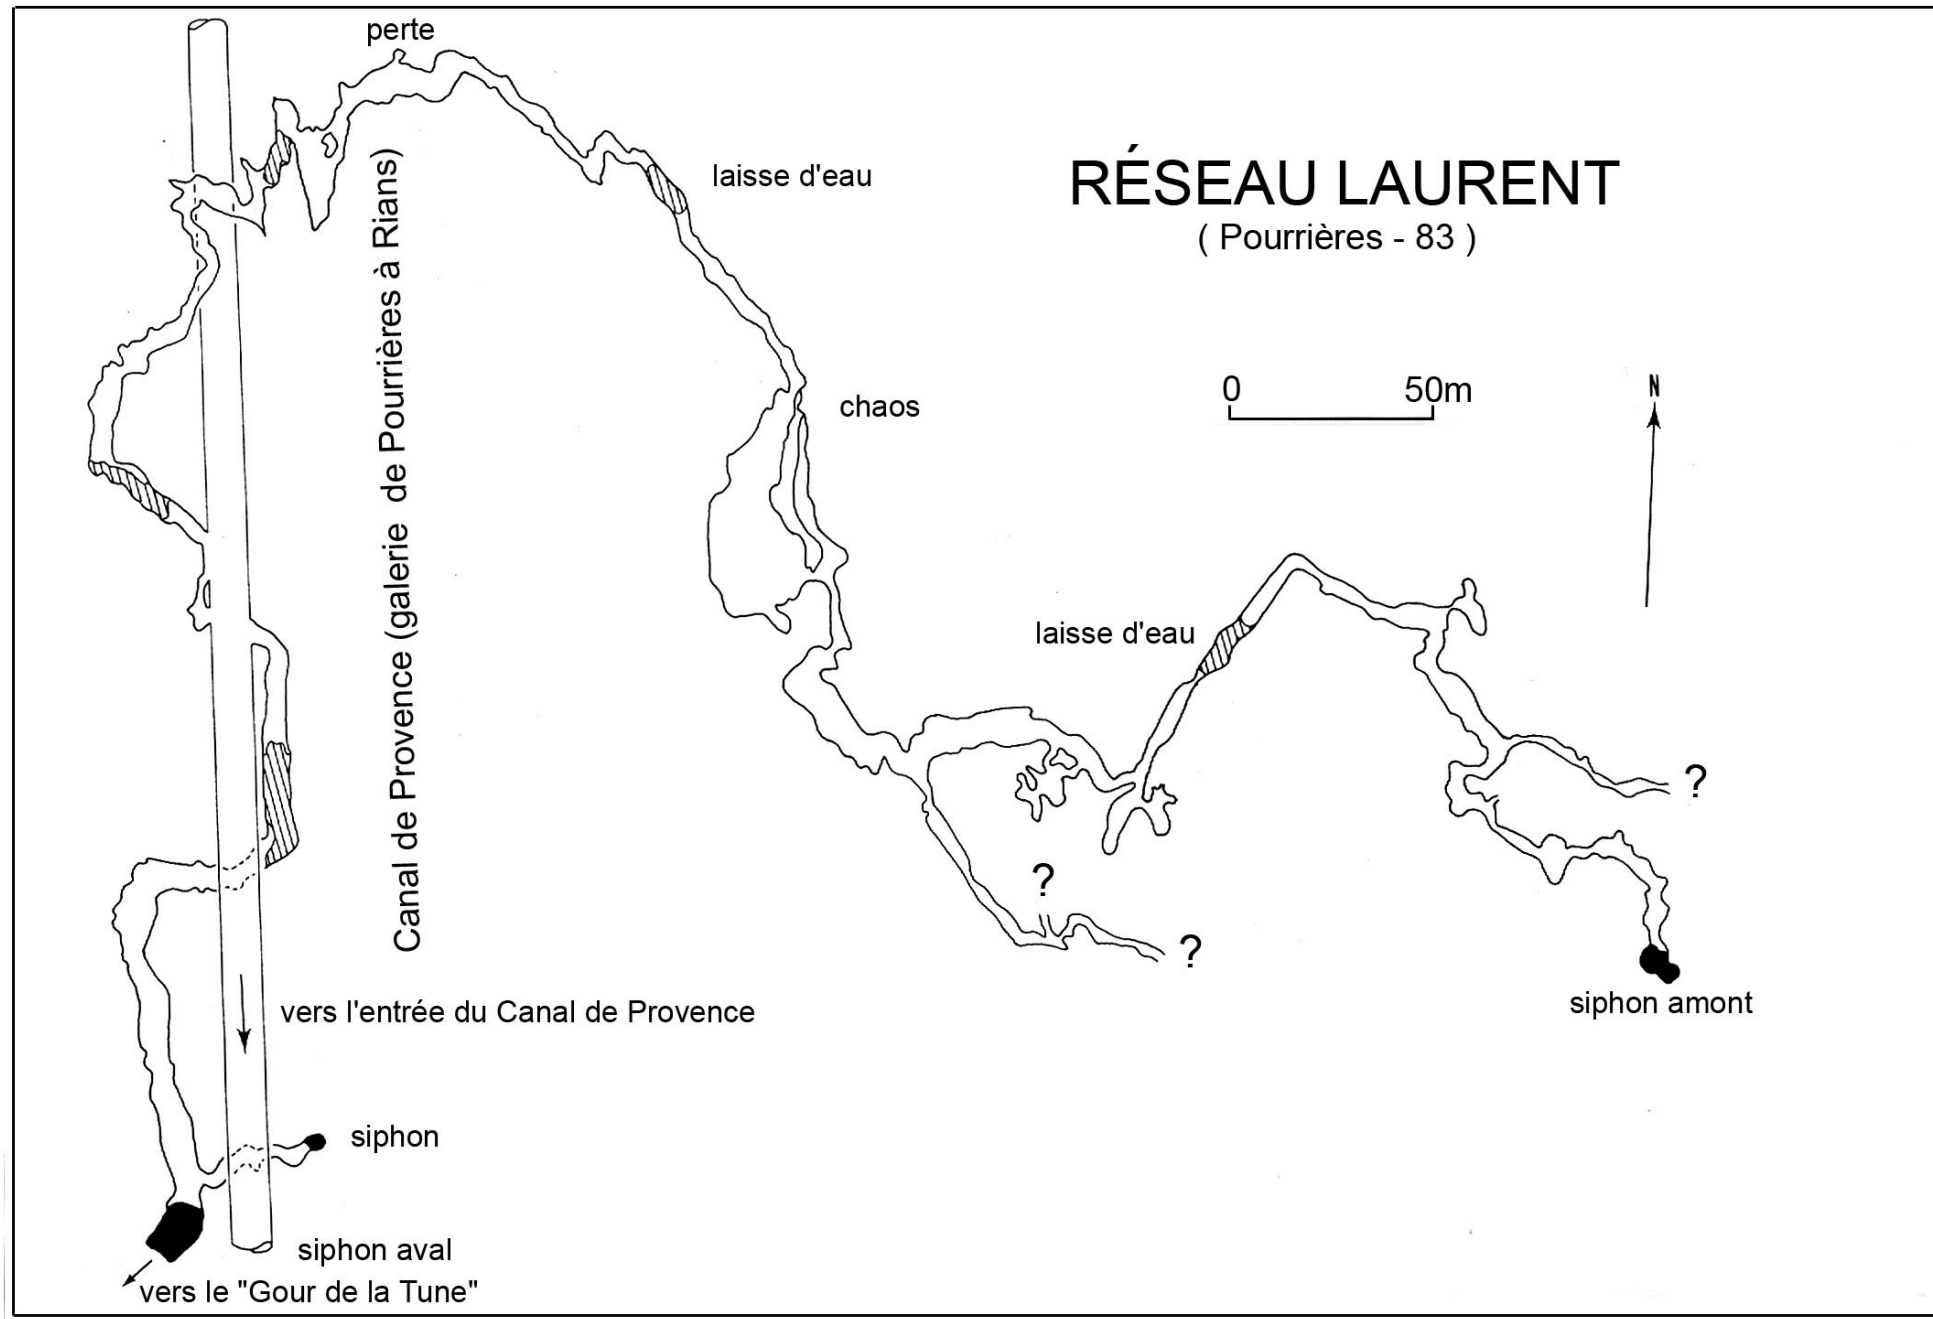 perte
laisse d'eau
RÉSEAU LAURENT
( Pourrières - 83 )
Canal de Provence (galerie de Pourrières à Rians)
0 50m
N
chaos
laisse d'eau
?
?
?
siphon amont
vers l'entrée du Canal de Provence
siphon
siphon aval
vers le "Gour de la Tune"